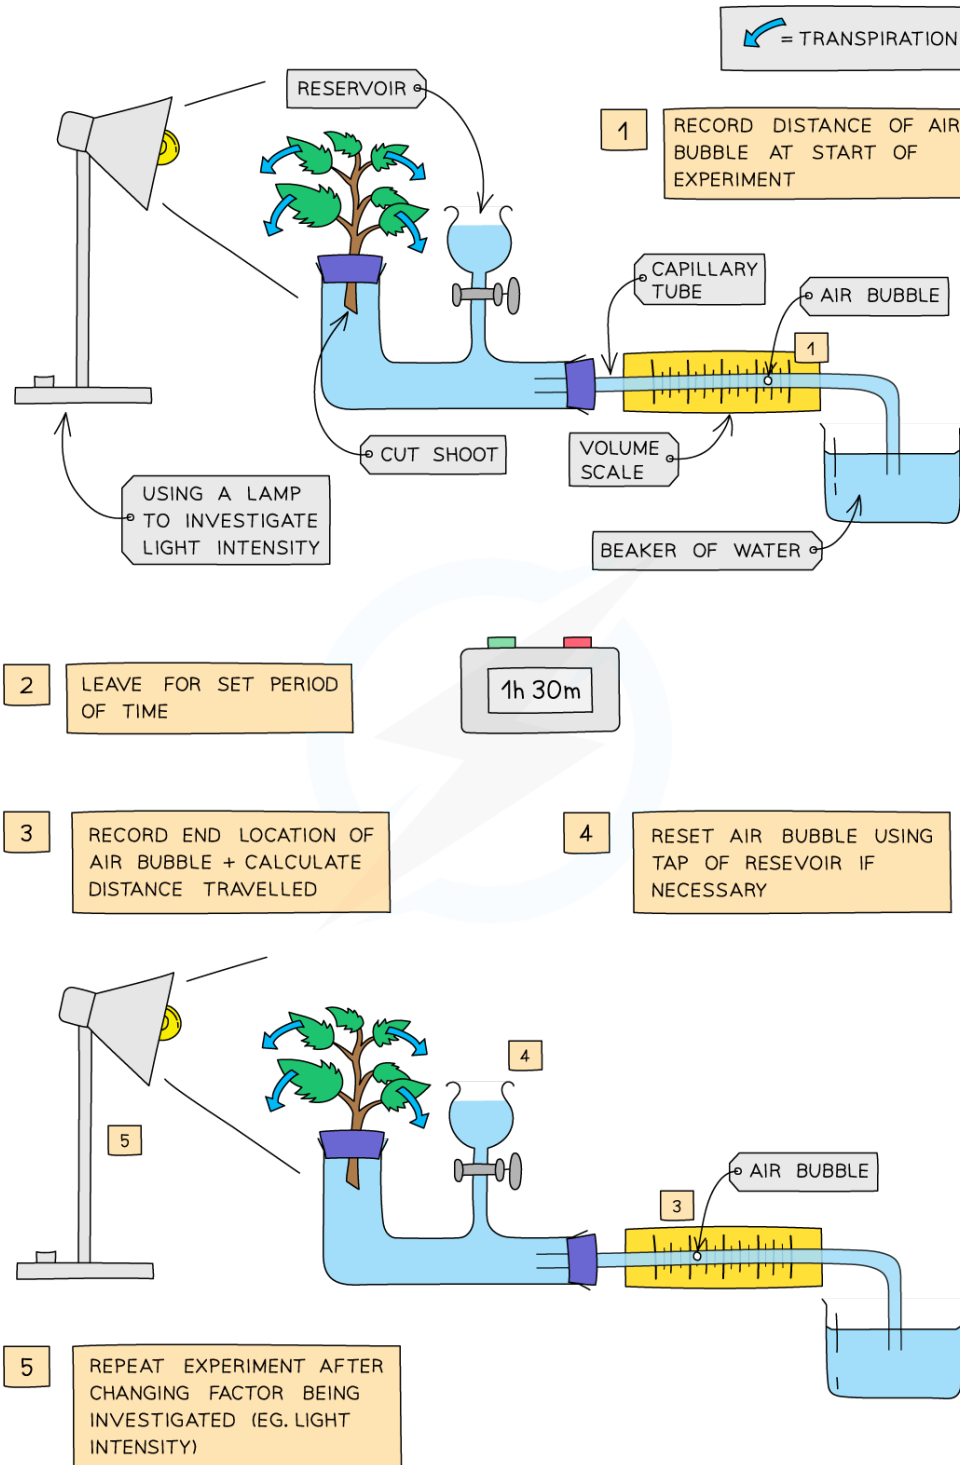 = TRANSPIRATION
RESERVOIR
1
RECORD DISTANCE OF AIR
BUBBLE AT START OF
EXPERIMENT
CAPILLARY
TUBE
AIR BUBBLE
1
CUT SHOOT
VOLUME
SCALE
USING A LAMP
TO INVESTIGATE
LIGHT INTENSITY
BEAKER OF WATER
2
LEAVE FOR SET PERIOD
OF TIME
1h 30m
3
RECORD END LOCATION OF
AIR BUBBLE + CALCULATE
DISTANCE TRAVELLED
4
RESET AIR BUBBLE USING
TAP OF RESEVOIR IF
NECESSARY
4
5
AIR BUBBLE
3
5
REPEAT EXPERIMENT AFTER
CHANGING FACTOR BEING
INVESTIGATED (EG. LIGHT
INTENSITY)